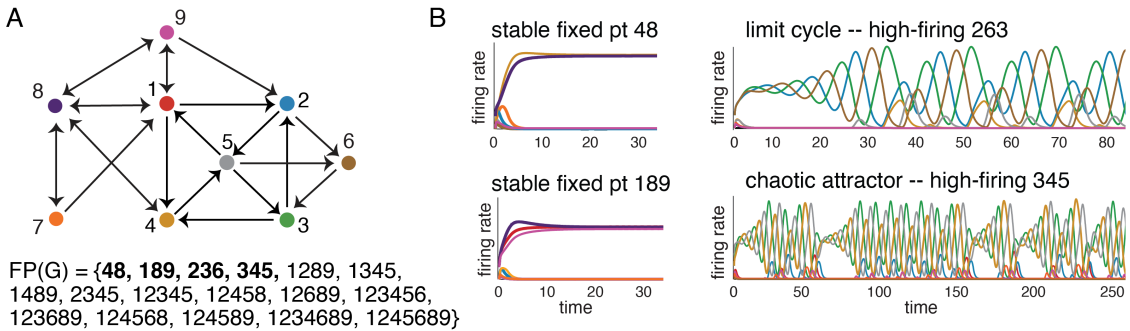 A
9
8
1
2
5
6
7
4
3
FP(G) = {48, 189, 236, 345, 1289, 1345,
1489, 2345, 12345, 12458, 12689, 123456,
123689, 124568, 124589, 1234689, 1245689}
B
stable fixed pt 48
firing rate
0 10 20 30
limit cycle -- high-firing 263
firing rate
0 10 20 30 40 50 60 70 80
stable fixed pt 189
firing rate
0 10 20 30
time
chaotic attractor -- high-firing 345
firing rate
0 50 100 150 200 250
time